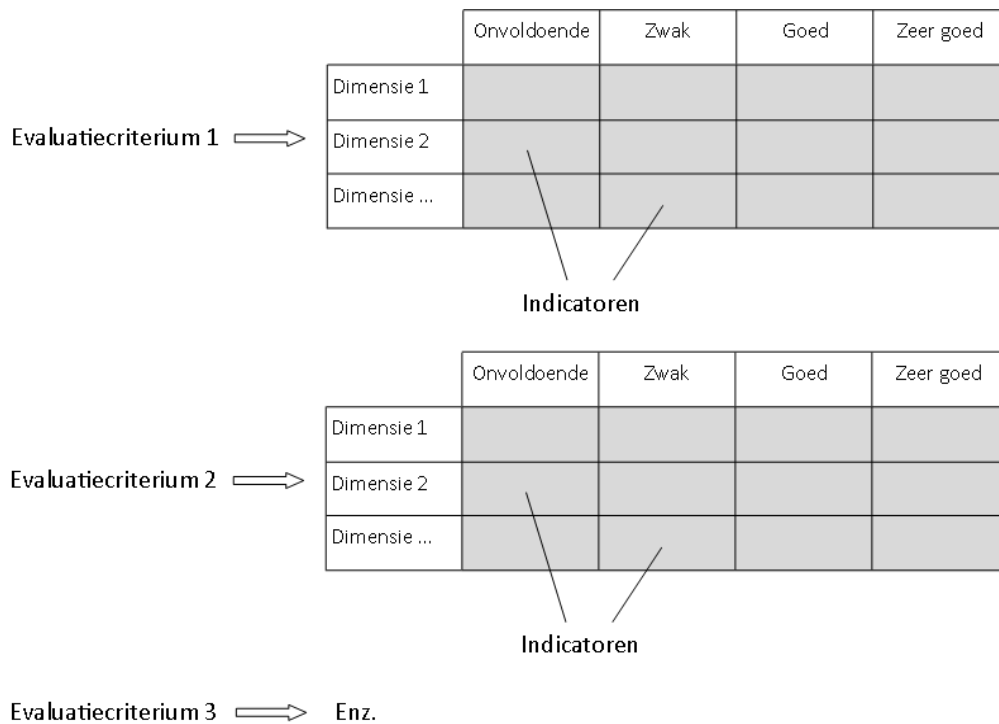 Onvoldoende Zwak Goed Zeer goed
Dimensie 1
Evaluatiecriterium 1 Dimensie 2
Dimensie ...
Indicatoren
Onvoldoende Zwak Goed Zeer goed
Dimensie 1
Evaluatiecriterium 2 Dimensie 2
Dimensie ...
Indicatoren
Evaluatiecriterium 3 Enz.